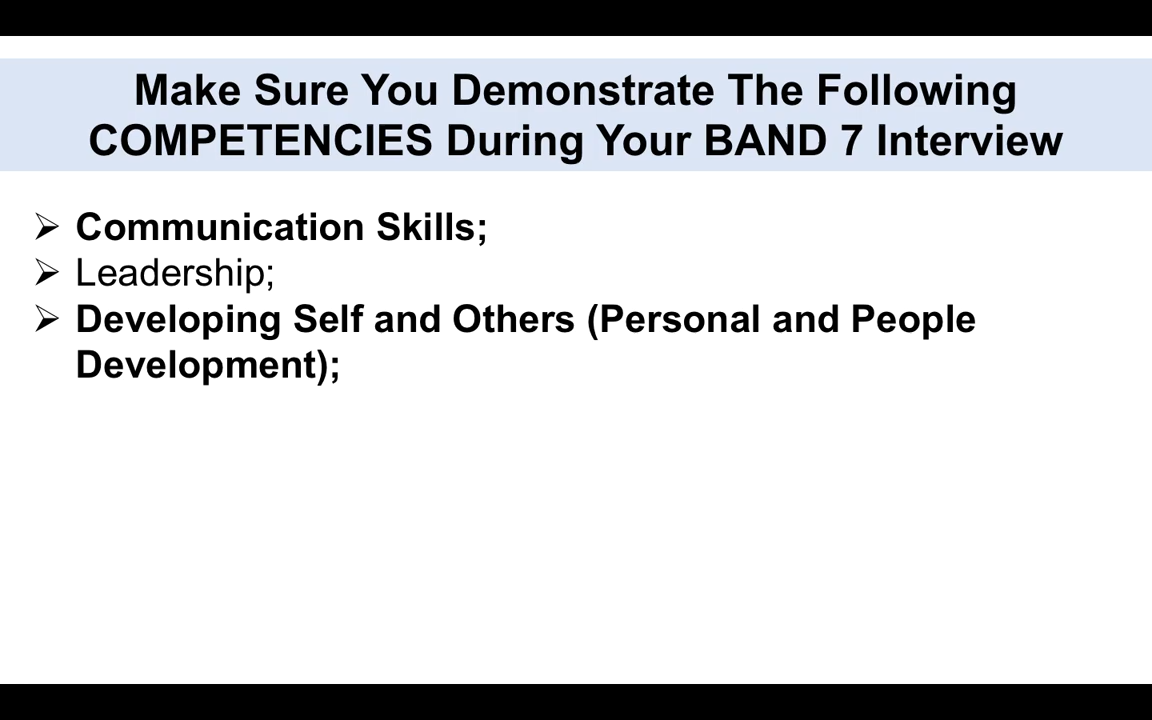 Make Sure You Demonstrate The Following
COMPETENCIES During Your BAND 7 Interview
➢ Communication Skills;
➢ Leadership;
➢ Developing Self and Others (Personal and People
Development);